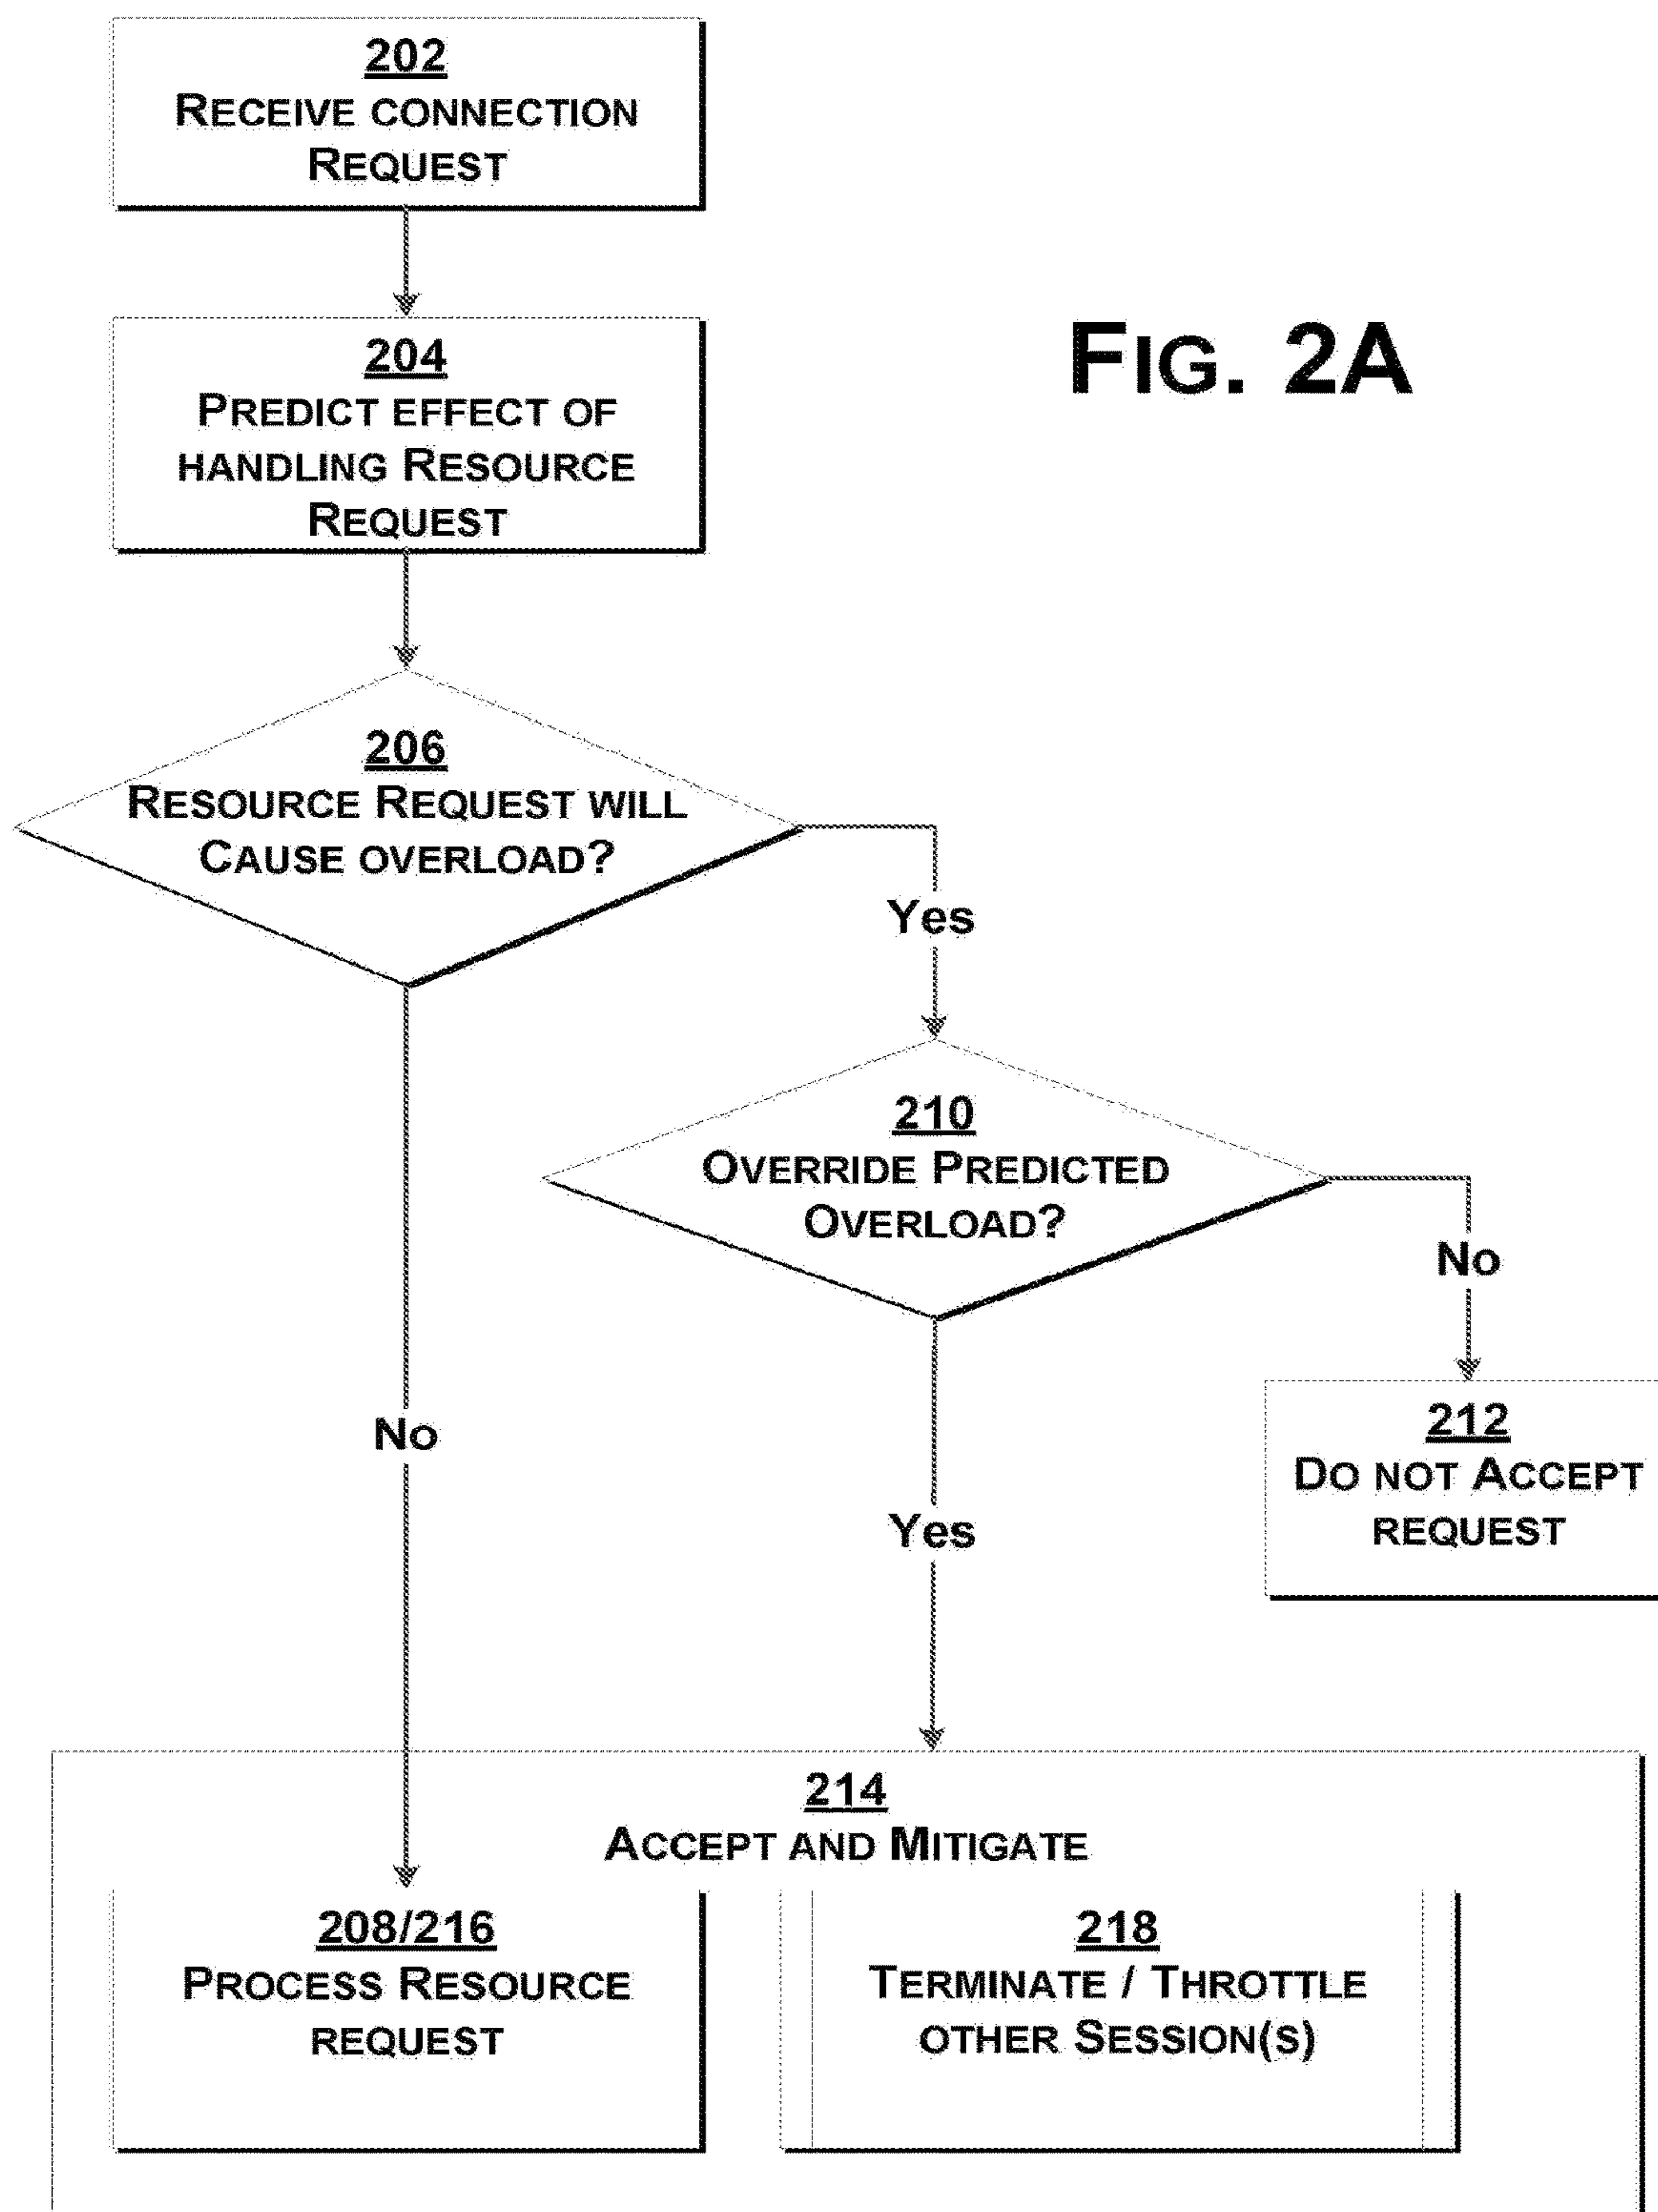 202
RECEIVE CONNECTION
REQUEST
FIG. 2A
204
PREDICT EFFECT OF
HANDLING RESOURCE
REQUEST
206
RESOURCE REQUEST WILL
CAUSE OVERLOAD?
Yes
210
OVERRIDE PREDICTED
OVERLOAD?
No
212
DO NOT ACCEPT
REQUEST
No
Yes
214
ACCEPT AND MITIGATE
208/216
PROCESS RESOURCE
REQUEST
218
TERMINATE / THROTTLE
OTHER SESSION(S)